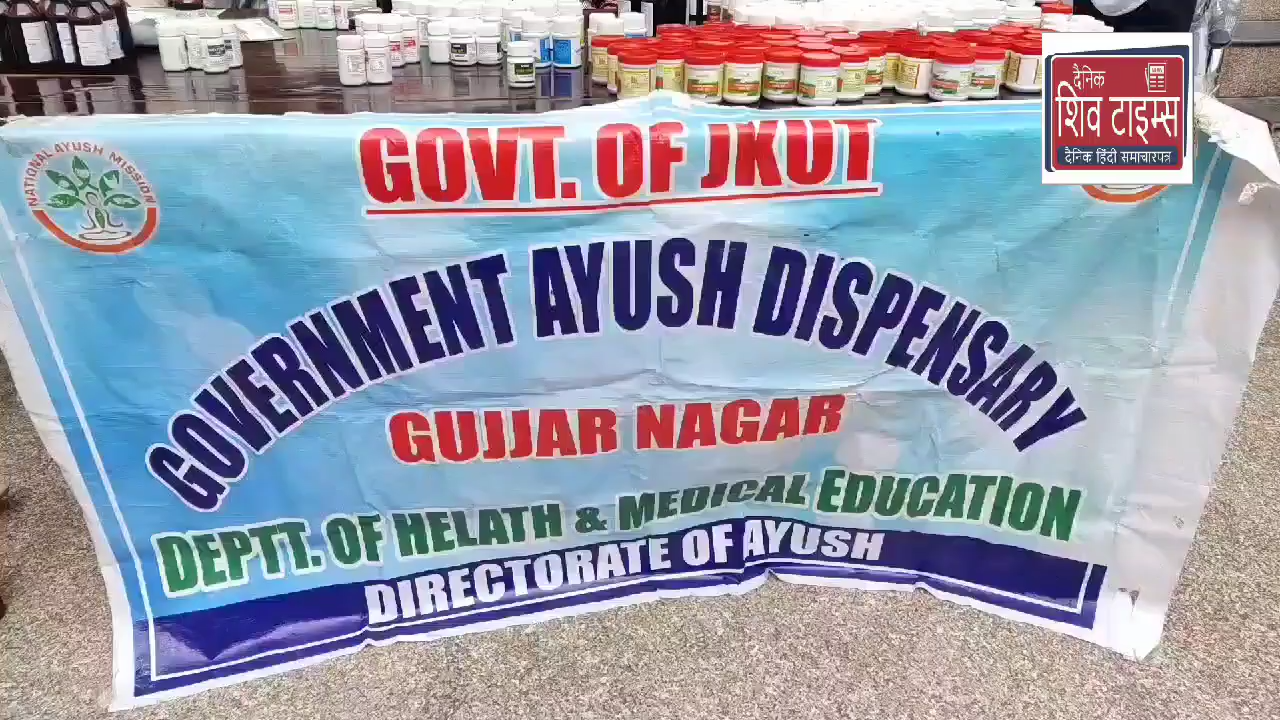 दैनिक
शिव टाइम्स
दैनिक हिंदी समाचारपत्र
NATIONAL AYUSH MISSION
GOVT. OF JKUT
GOVERNMENT AYUSH DISPENSARY
GUJJAR NAGAR
DEPTT. OF HELATH & MEDICAL EDUCATION
DIRECTORATE OF AYUSH